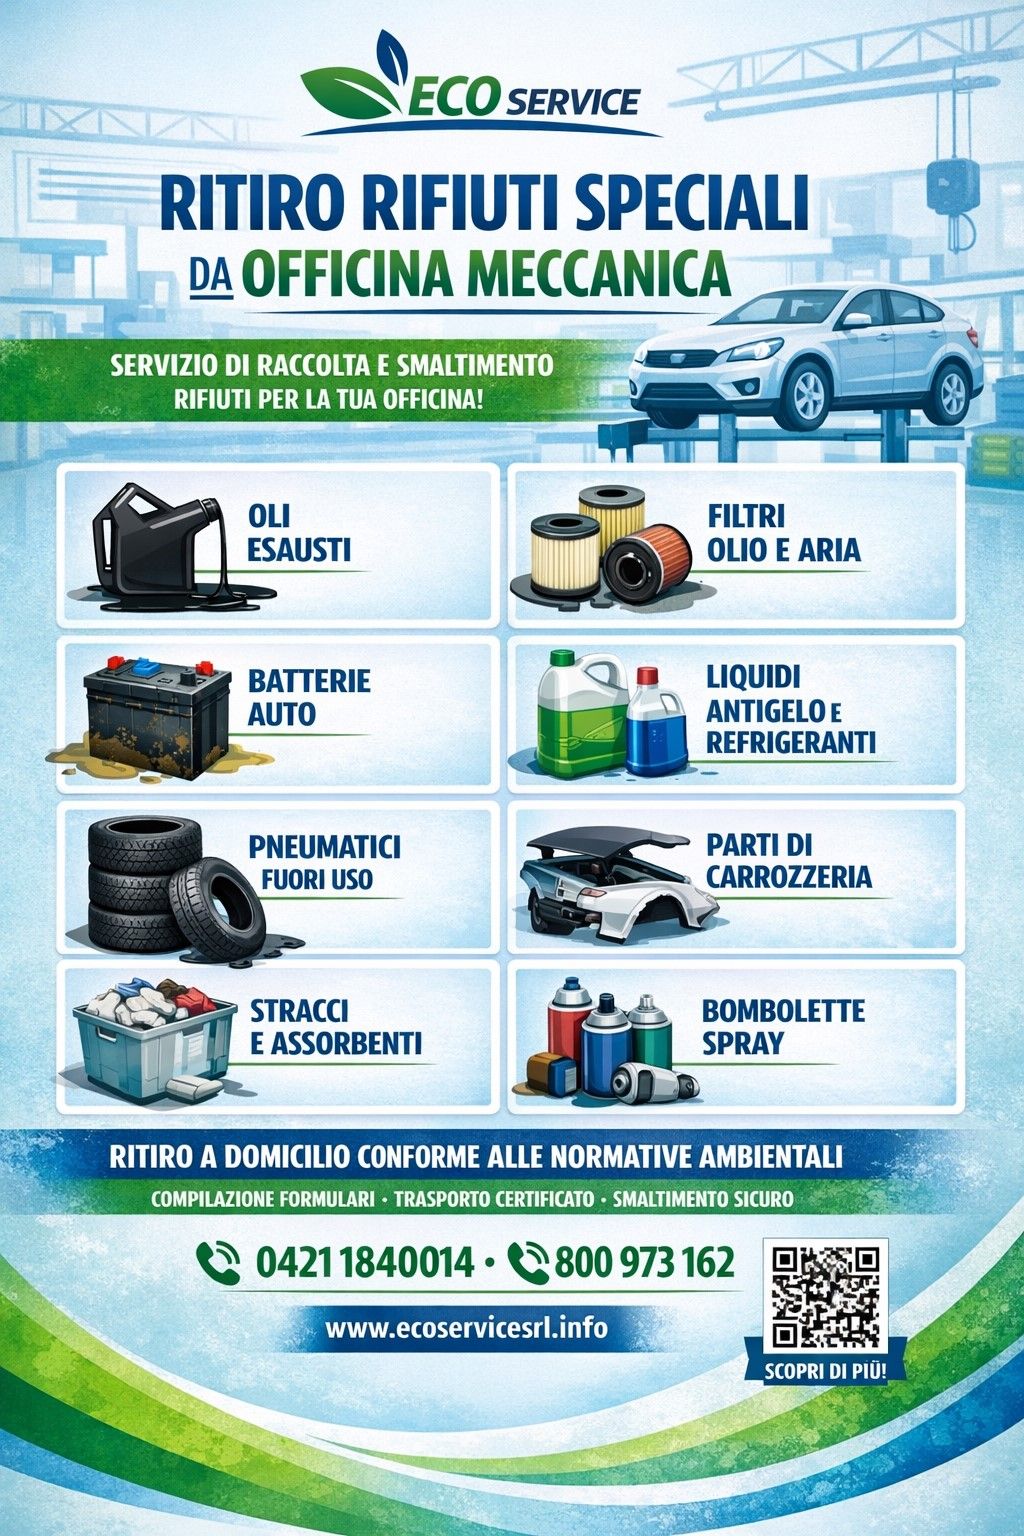 ECO SERVICE
RITIRO RIFIUTI SPECIALI
DA OFFICINA MECCANICA
SERVIZIO DI RACCOLTA E SMALTIMENTO
RIFIUTI PER LA TUA OFFICINA!
OLI
ESAUSTI
FILTRI
OLIO E ARIA
BATTERIE
AUTO
LIQUIDI
ANTIGELO E
REFRIGERANTI
PNEUMATICI
FUORI USO
PARTI DI
CARROZZERIA
STRACCI
E ASSORBENTI
BOMBOLETTE
SPRAY
RITIRO A DOMICILIO CONFORME ALLE NORMATIVE AMBIENTALI
COMPILAZIONE FORMULARI • TRASPORTO CERTIFICATO • SMALTIMENTO SICURO
0421 1840014 • 800 973 162
www.ecoservicesrl.info
SCOPRI DI PIÙ!